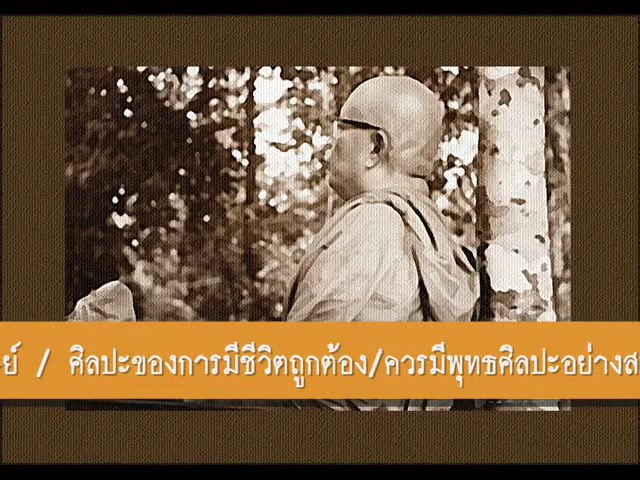 ย์ / ศิลปะของการมีชีวิตถูกต้อง/ควรมีพุทธศิลปะอย่างส